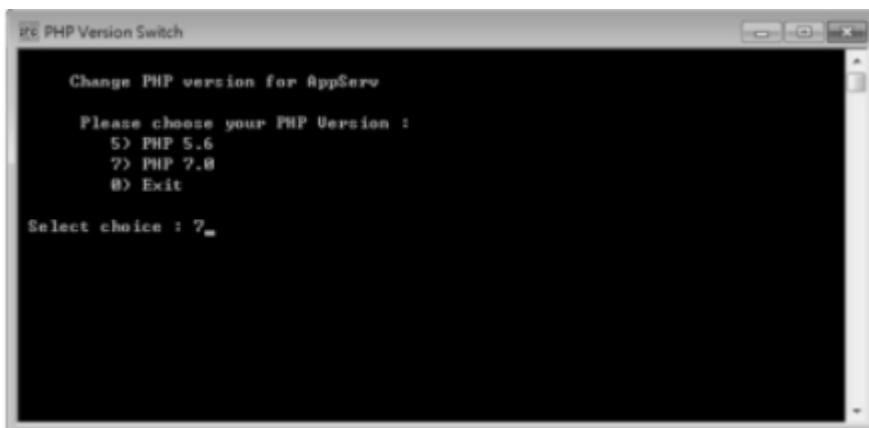 PHP Version Switch
Change PHP version for AppServ
Please choose your PHP Version :
5) PHP 5.6
7) PHP 7.0
0) Exit
Select choice : 7_